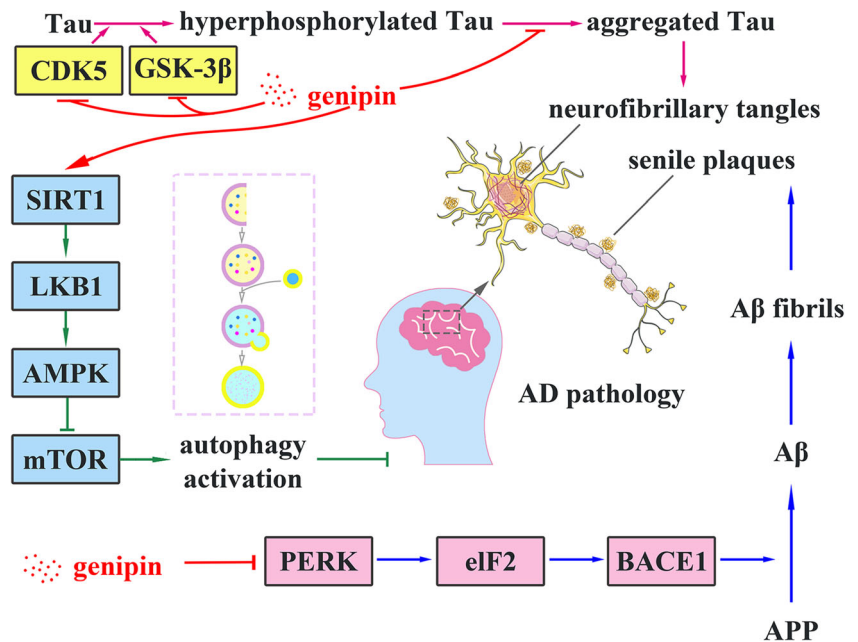 Tau
hyperphosphorylated Tau
aggregated Tau
CDK5
GSK-3β
genipin
neurofibrillary tangles
senile plaques
SIRT1
LKB1
Aβ fibrils
AMPK
AD pathology
mTOR
autophagy
activation
Aβ
genipin
PERK
elF2
BACE1
APP